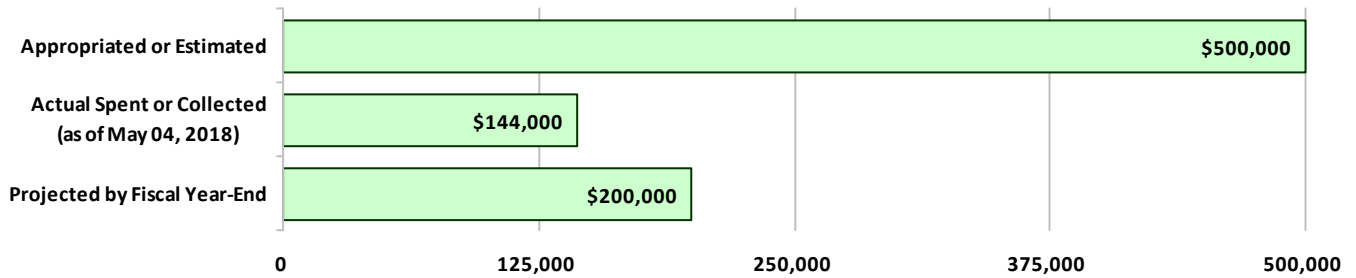 Appropriated or Estimated
$500,000
Actual Spent or Collected
(as of May 04, 2018)
$144,000
Projected by Fiscal Year-End
$200,000
0
125,000
250,000
375,000
500,000